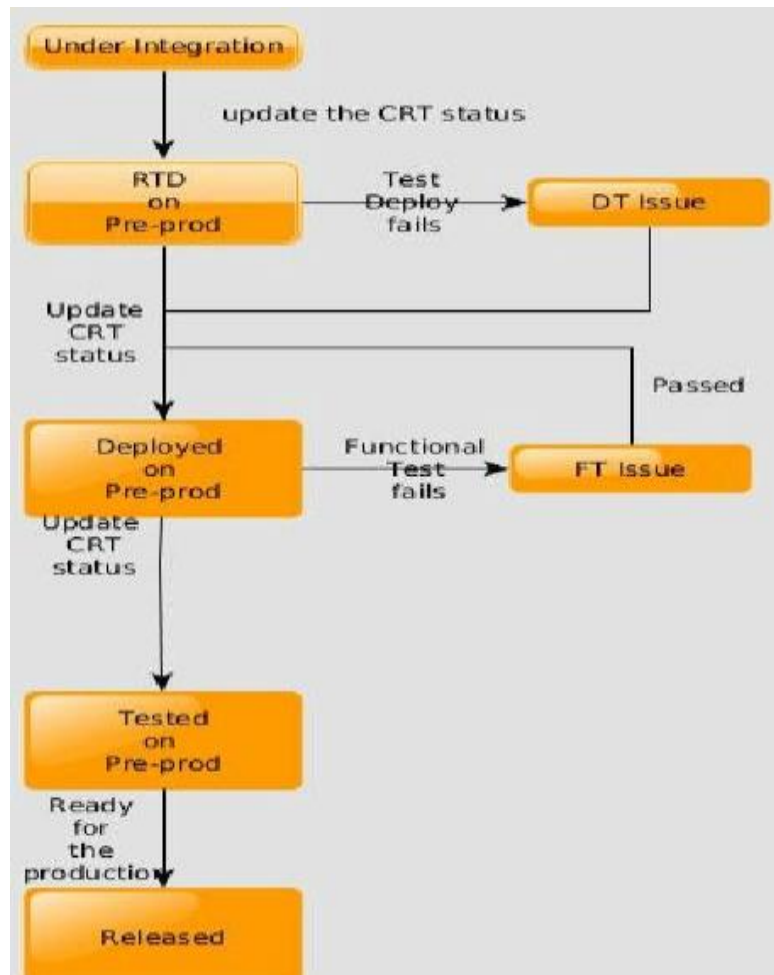 Under Integration
update the CRT status
RTD
on
Pre-prod
Test
Deploy
fails
DT Issue
Update
CRT
status
Passed
Deployed
on
Pre-prod
Functional
Test
fails
FT Issue
Update
CRT
status
Tested
on
Pre-prod
Ready
for
the
production
Released